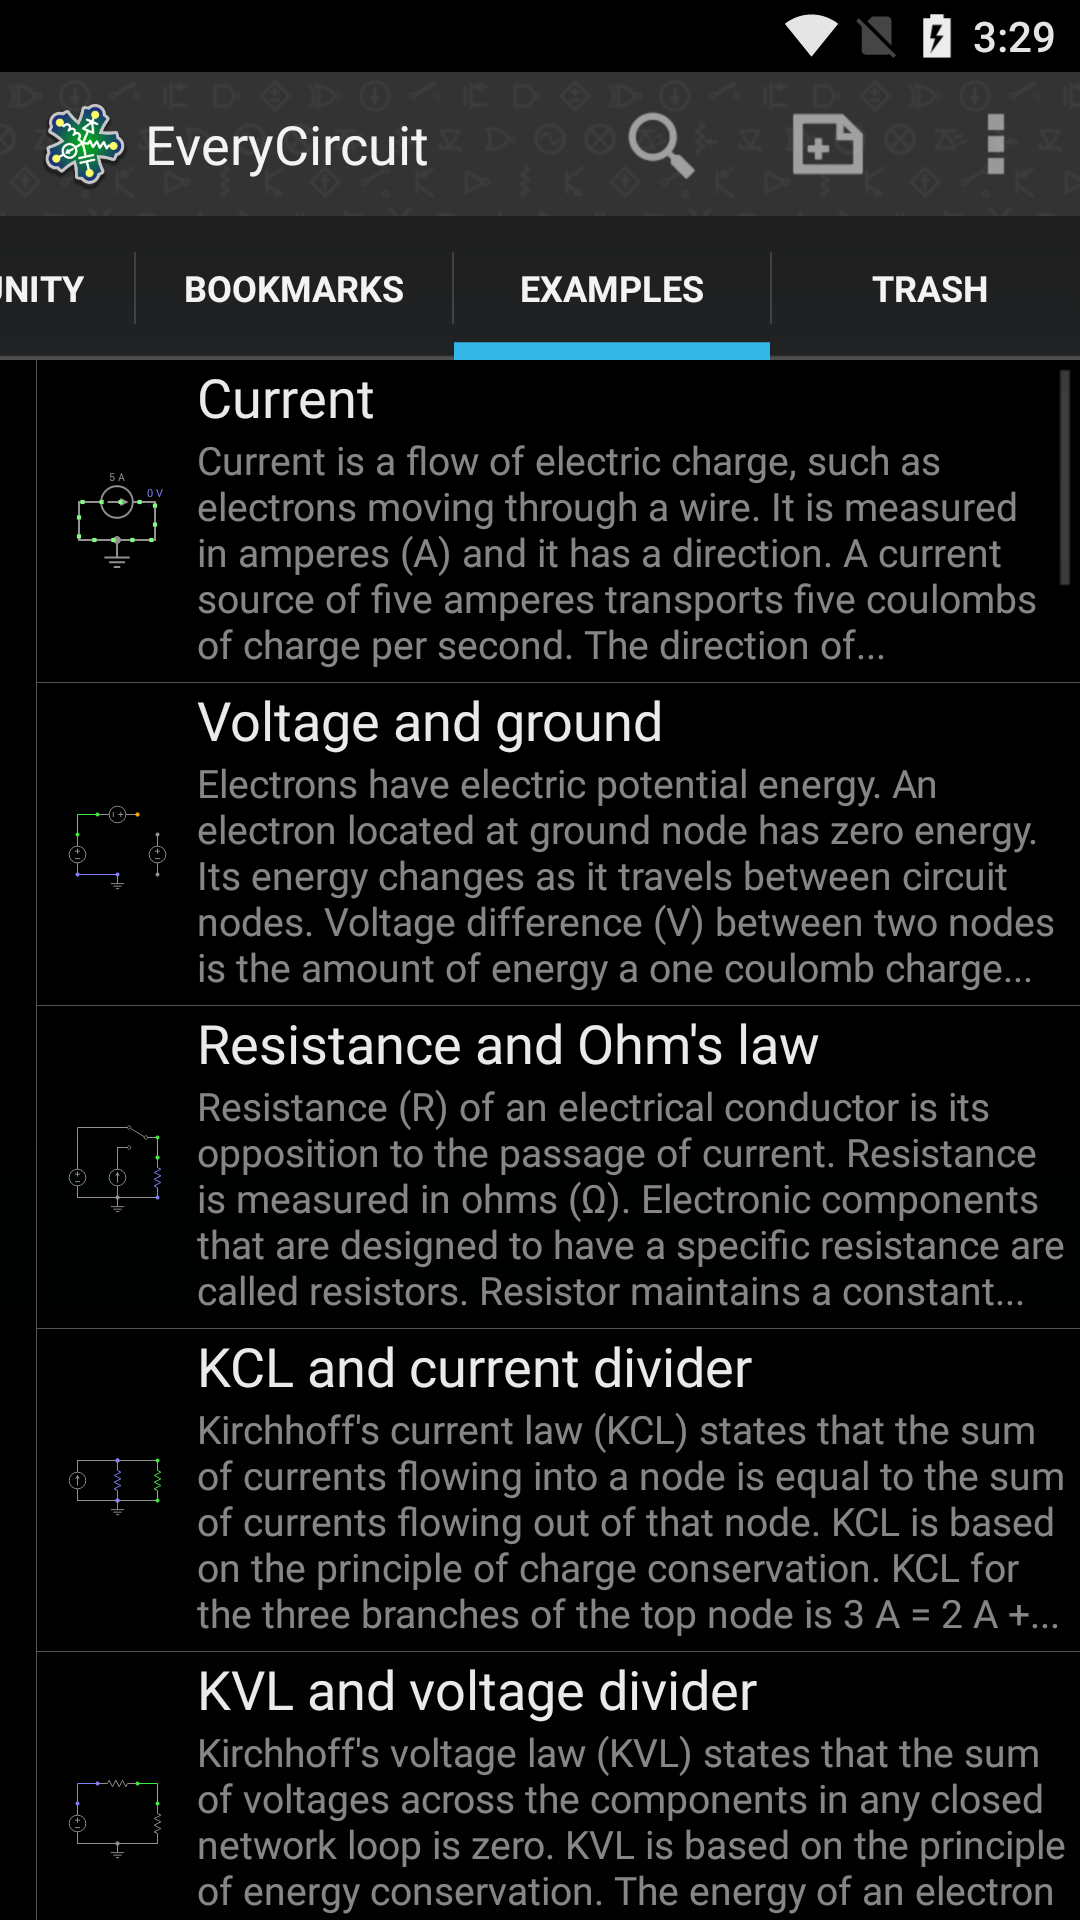 3:29
EveryCircuit
UNITY
BOOKMARKS
EXAMPLES
TRASH
Current
5 A
0 V
Current is a flow of electric charge, such as
electrons moving through a wire. It is measured
in amperes (A) and it has a direction. A current
source of five amperes transports five coulombs
of charge per second. The direction of...
Voltage and ground
Electrons have electric potential energy. An
electron located at ground node has zero energy.
Its energy changes as it travels between circuit
nodes. Voltage difference (V) between two nodes
is the amount of energy a one coulomb charge...
Resistance and Ohm's law
Resistance (R) of an electrical conductor is its
opposition to the passage of current. Resistance
is measured in ohms (Ω). Electronic components
that are designed to have a specific resistance are
called resistors. Resistor maintains a constant...
KCL and current divider
Kirchhoff's current law (KCL) states that the sum
of currents flowing into a node is equal to the sum
of currents flowing out of that node. KCL is based
on the principle of charge conservation. KCL for
the three branches of the top node is 3 A = 2 A +...
KVL and voltage divider
Kirchhoff's voltage law (KVL) states that the sum
of voltages across the components in any closed
network loop is zero. KVL is based on the principle
of energy conservation. The energy of an electron